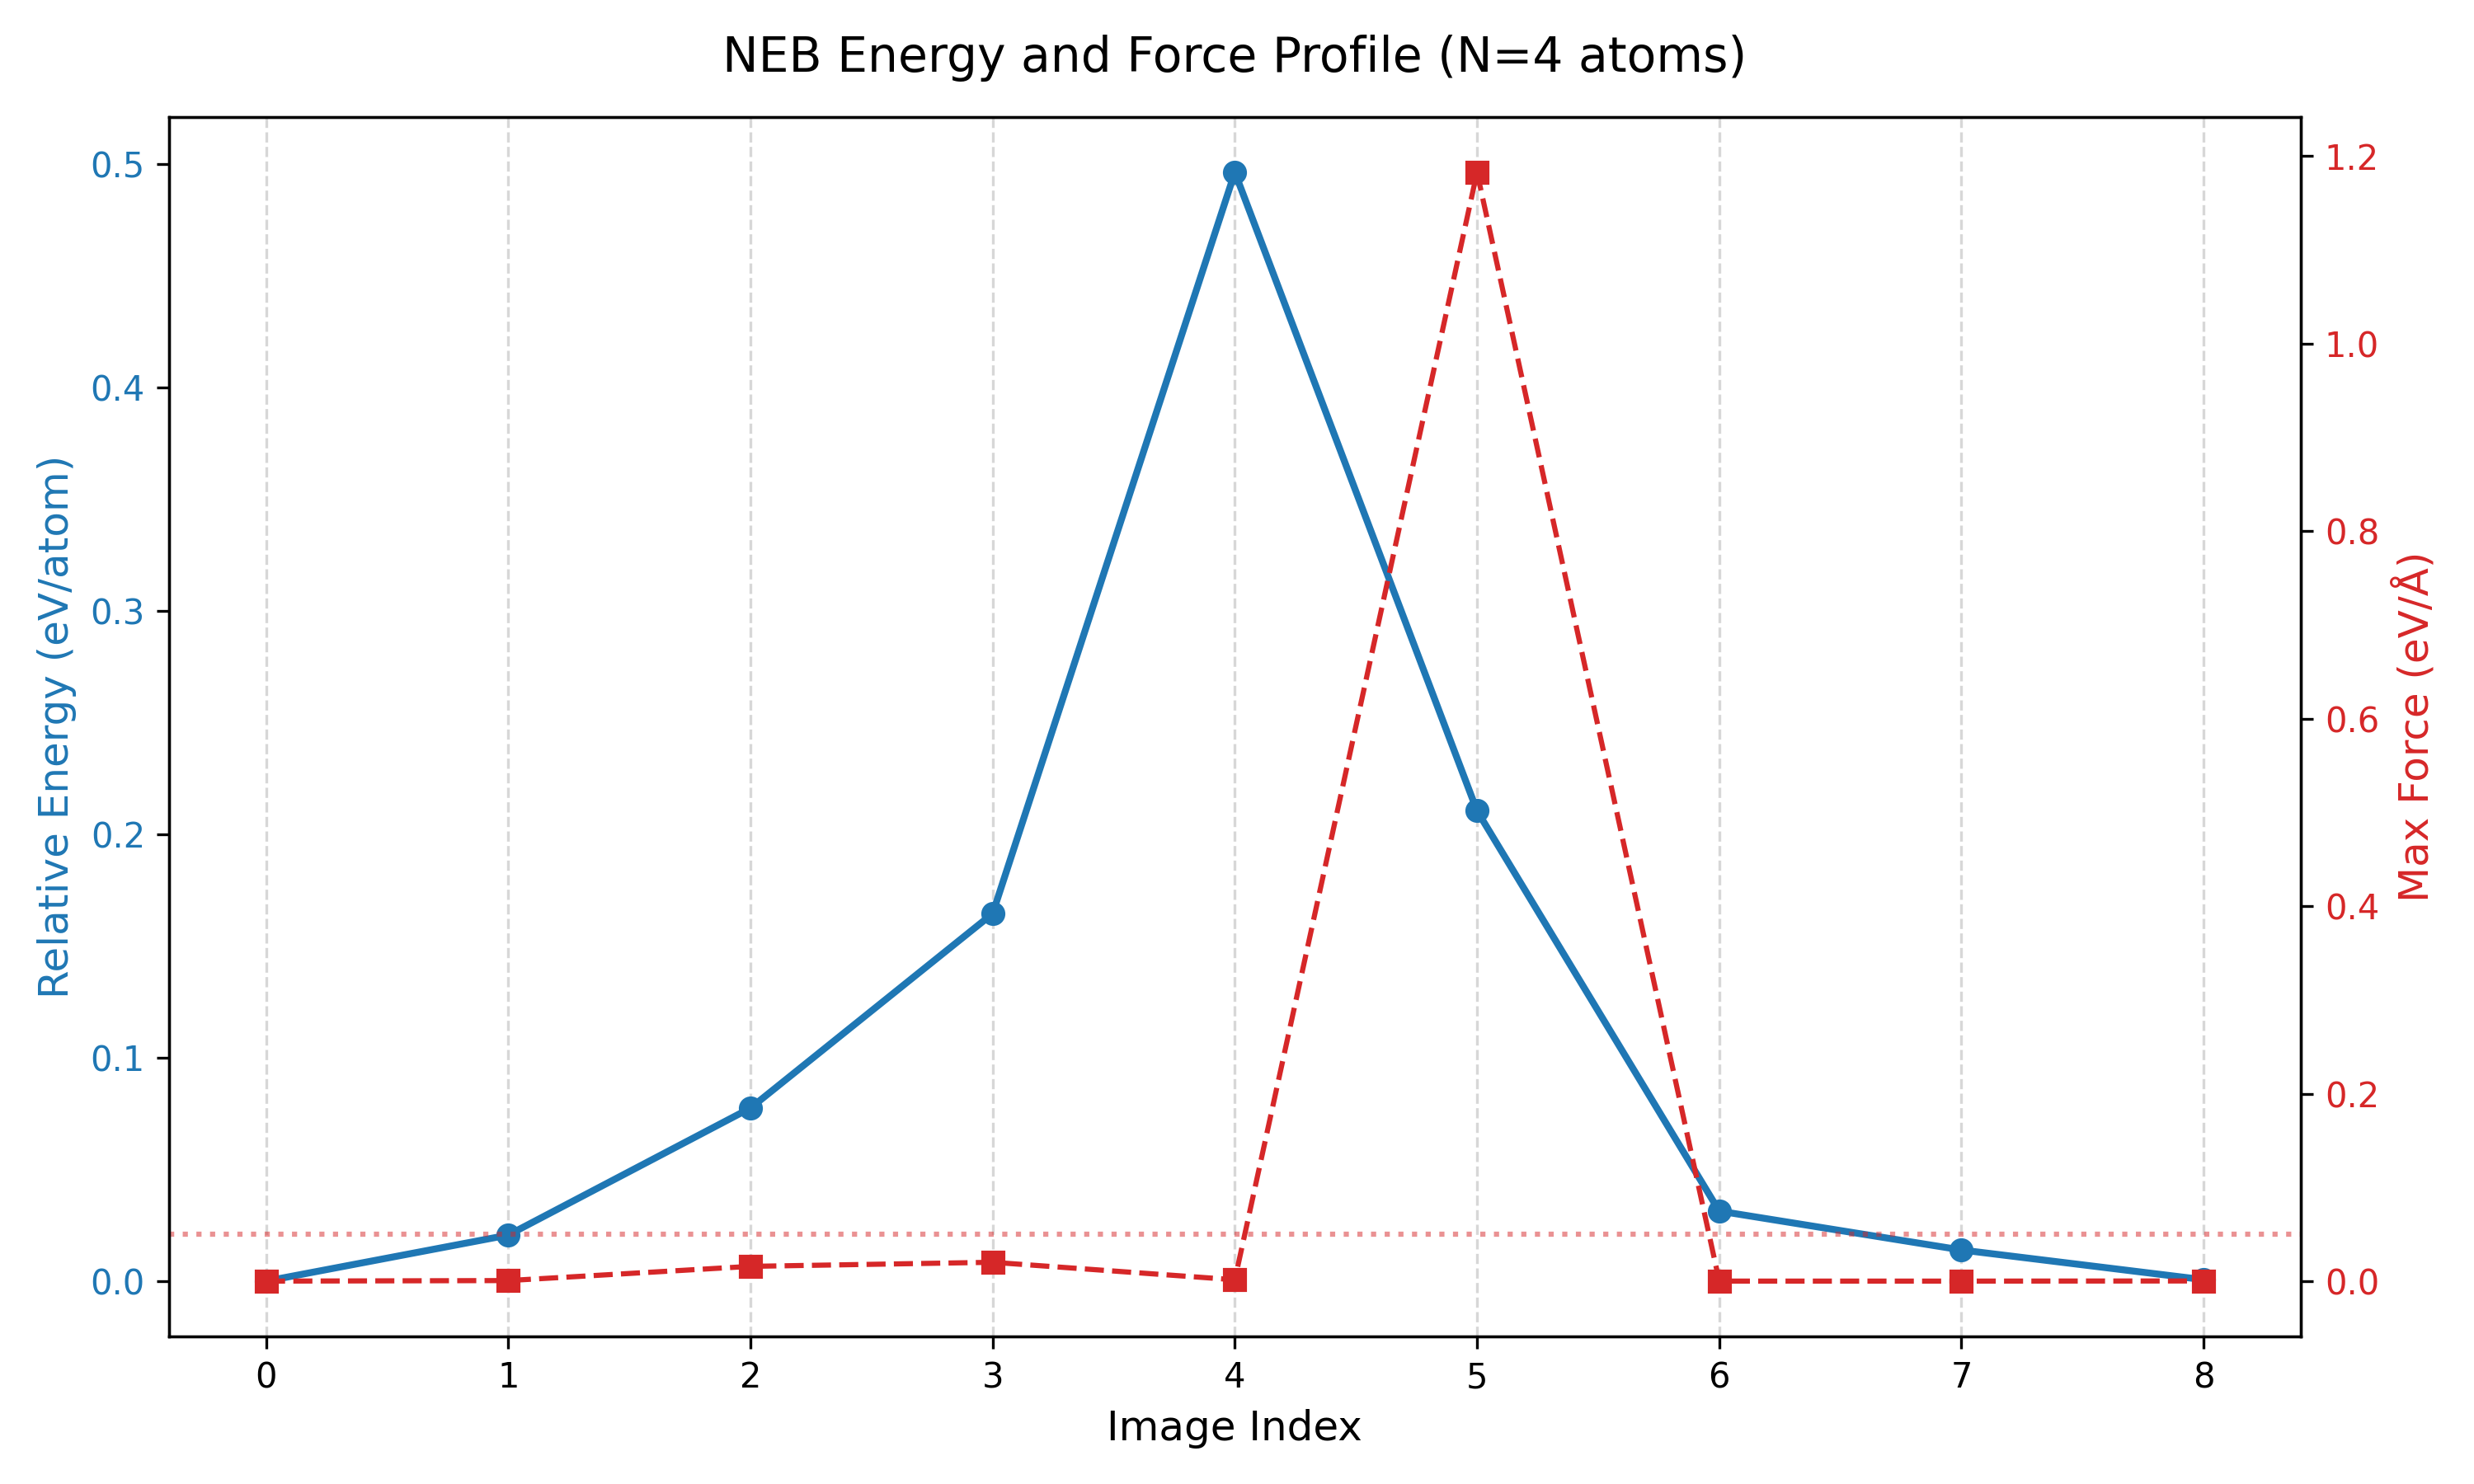 NEB Energy and Force Profile (N=4 atoms)
Relative Energy (eV/atom)
0.5
0.4
0.3
0.2
0.1
0.0
1.2
1.0
0.8
0.6
0.4
0.2
0.0
Max Force (eV/Å)
0 1 2 3 4 5 6 7 8
Image Index